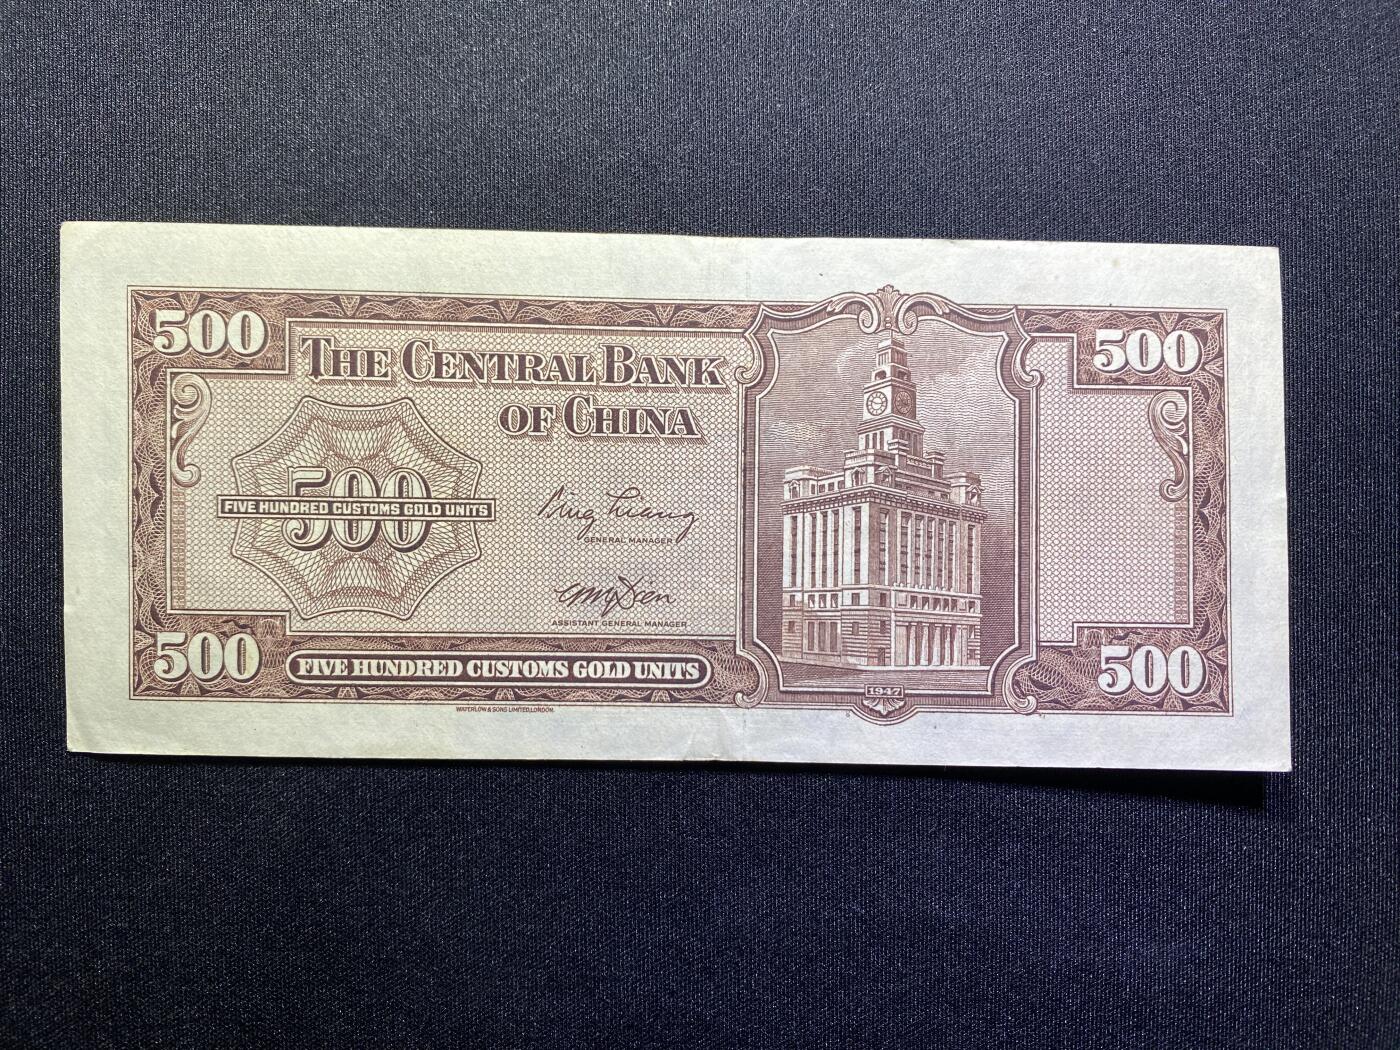 500
500
THE CENTRAL BANK
OF CHINA
500
FIVE HUNDRED CUSTOMS GOLD UNITS
GENERAL MANAGER
ASSISTANT GENERAL MANAGER
500
FIVE HUNDRED CUSTOMS GOLD UNITS
1947
500
WATERLOW & SONS LIMITED, LONDON.